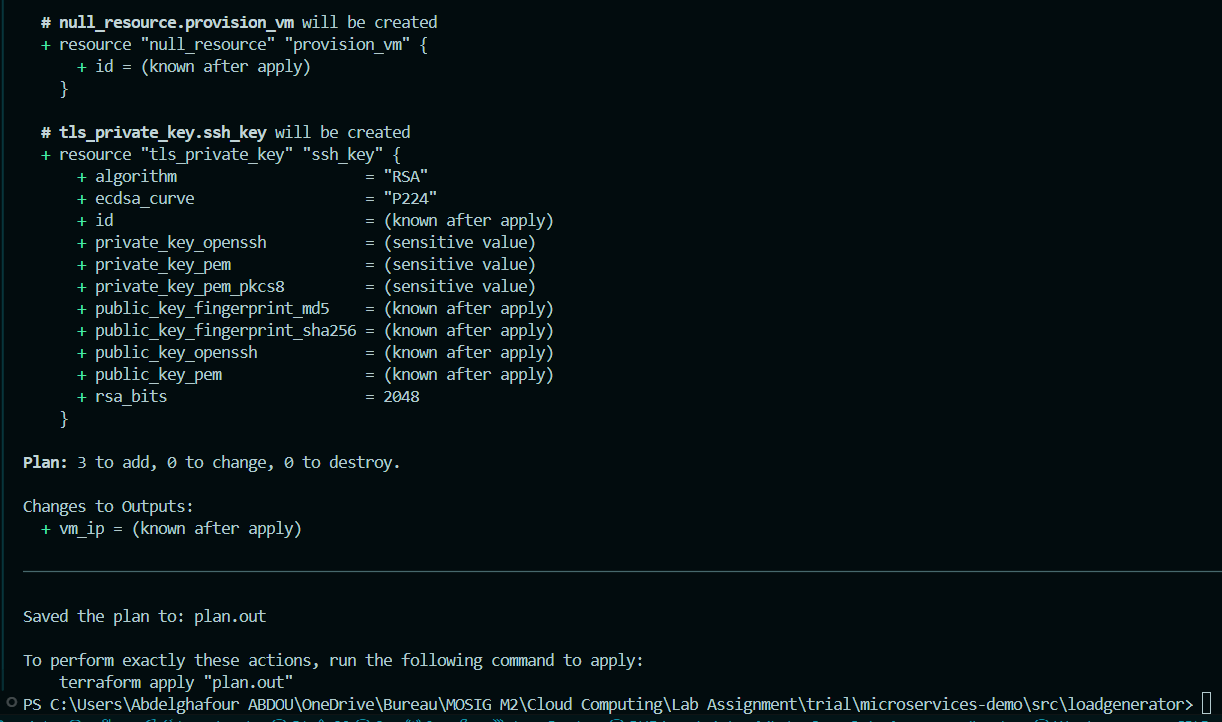 # null_resource.provision_vm will be created
+ resource "null_resource" "provision_vm" {
+ id = (known after apply)
}
# tls_private_key.ssh_key will be created
+ resource "tls_private_key" "ssh_key" {
+ algorithm = "RSA"
+ ecdsa_curve = "P224"
+ id = (known after apply)
+ private_key_openssh = (sensitive value)
+ private_key_pem = (sensitive value)
+ private_key_pem_pkcs8 = (sensitive value)
+ public_key_fingerprint_md5 = (known after apply)
+ public_key_fingerprint_sha256 = (known after apply)
+ public_key_openssh = (known after apply)
+ public_key_pem = (known after apply)
+ rsa_bits = 2048
}
Plan: 3 to add, 0 to change, 0 to destroy.
Changes to Outputs:
+ vm_ip = (known after apply)
Saved the plan to: plan.out
To perform exactly these actions, run the following command to apply:
terraform apply "plan.out"
PS C:\Users\Abdelghafour ABDOU\OneDrive\Bureau\MOSIG M2\Cloud Computing\Lab Assignment\trial\microservices-demo\src\loadgenerator>